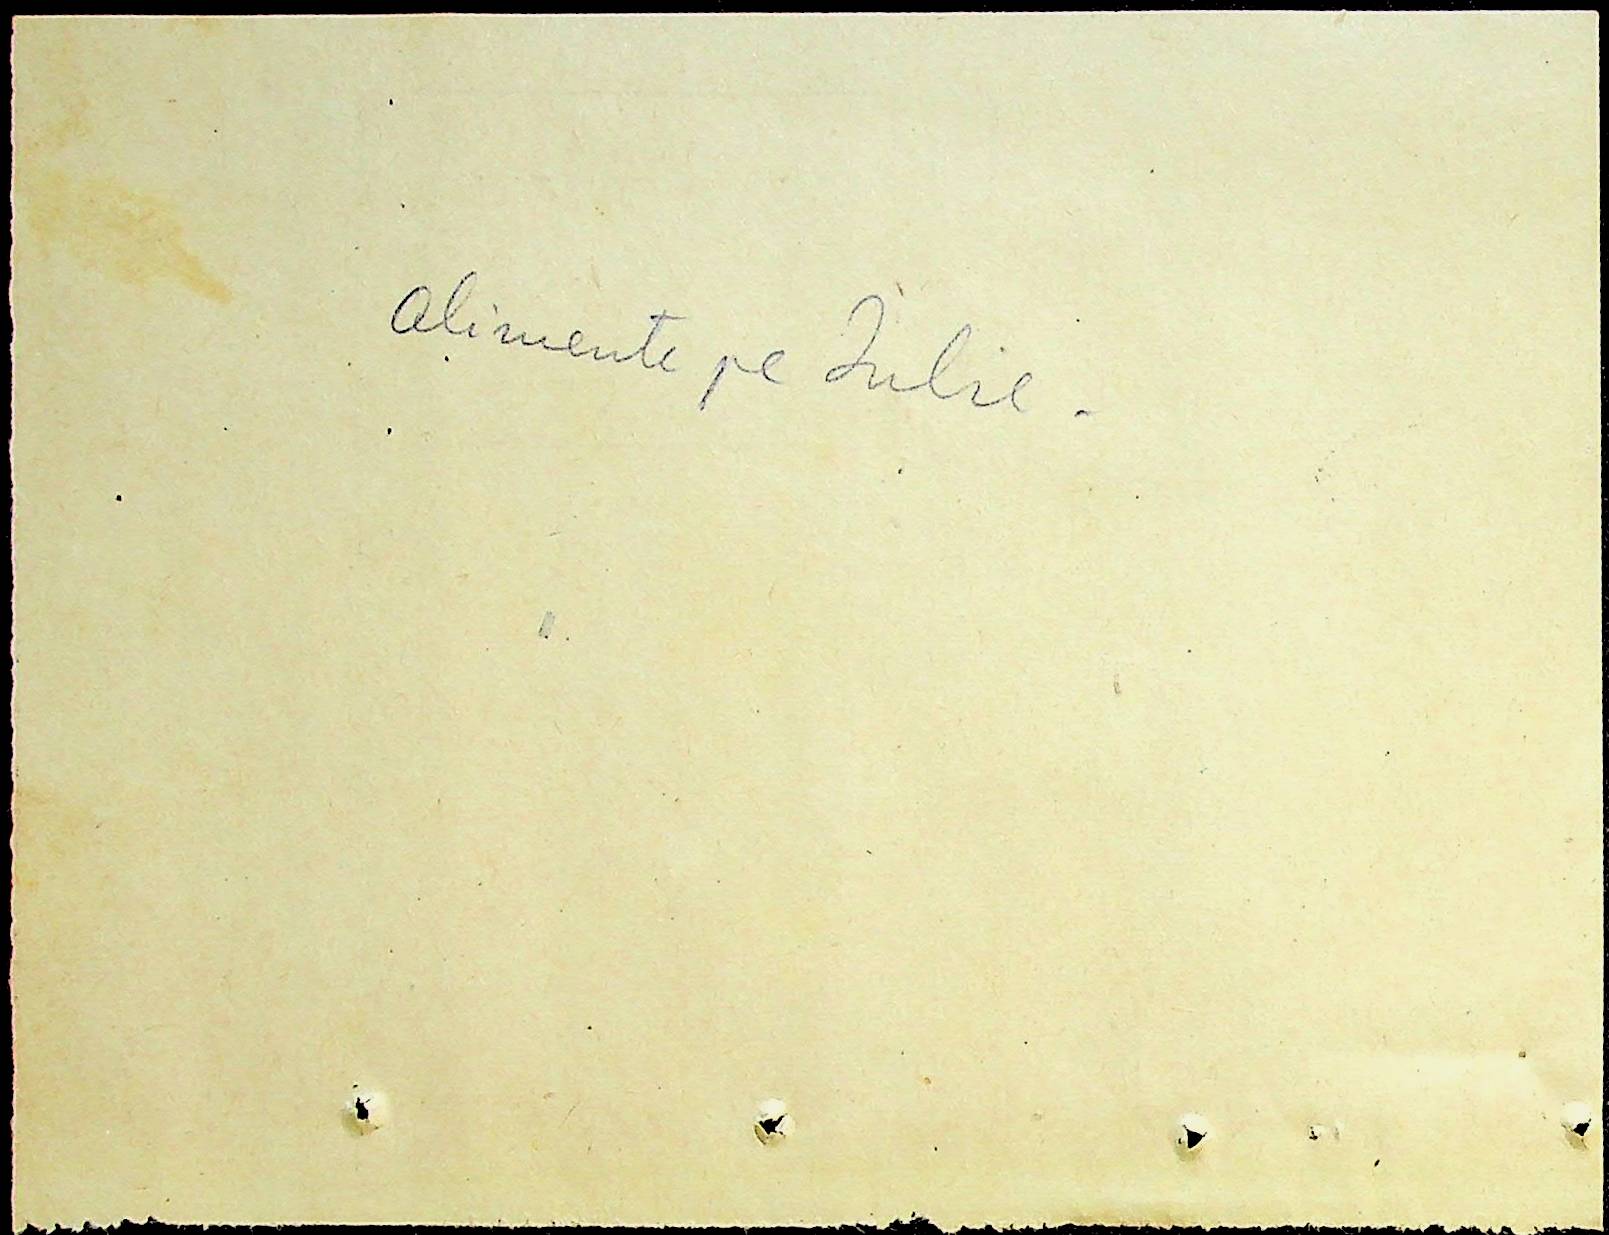 alimente pe Iulie.